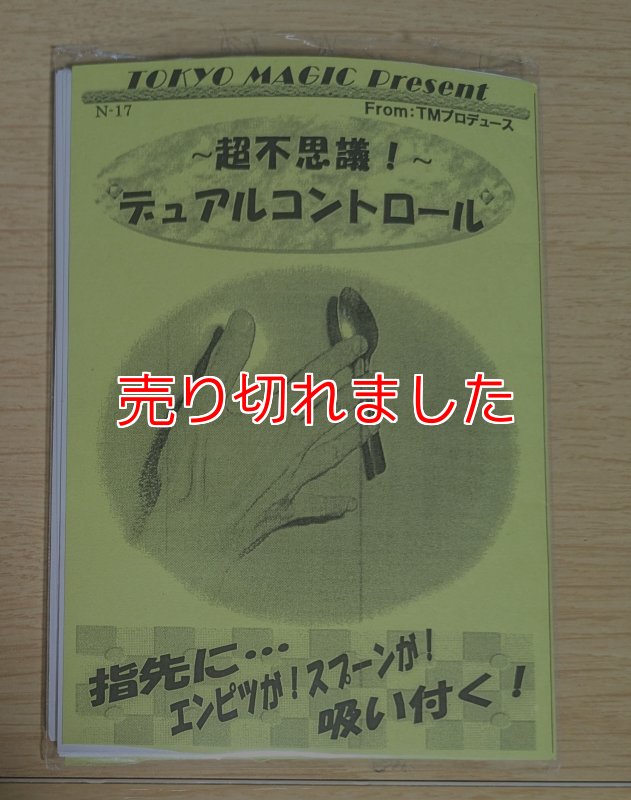 TOKYO MAGIC Present
N-17
From:TMプロデュース
~超不思議!~
デュアルコントロール
売り切れました
指先に…
エンピツが!スプーンが!
吸い付く!